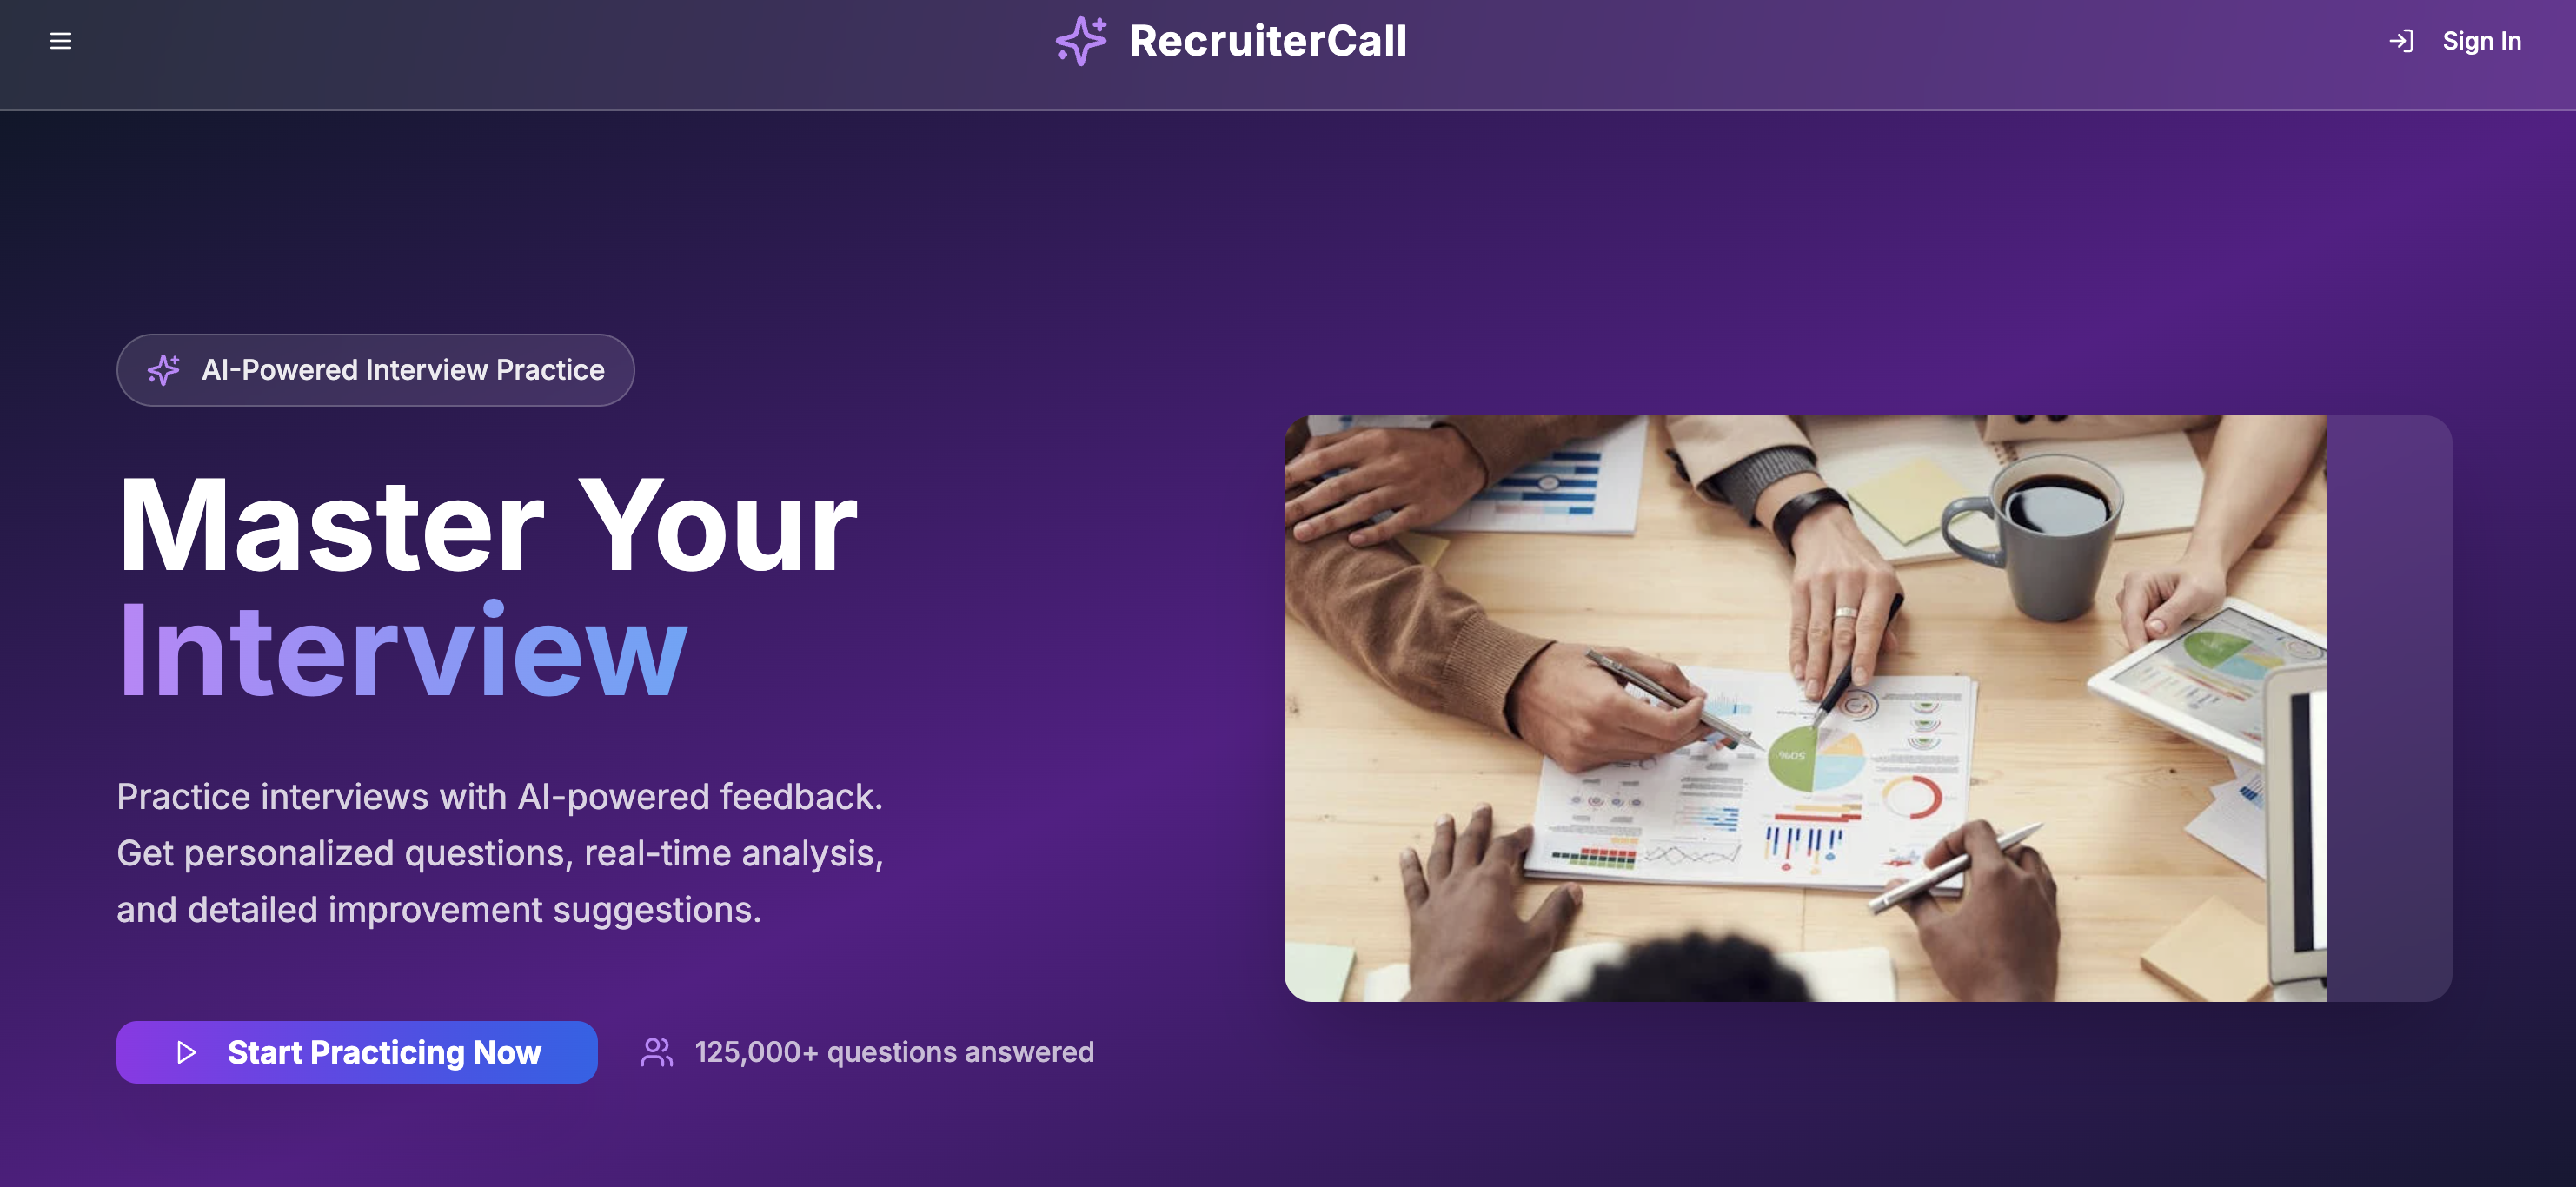 RecruiterCall
Sign In
AI-Powered Interview Practice
Master Your
Interview
Practice interviews with AI-powered feedback.
Get personalized questions, real-time analysis,
and detailed improvement suggestions.
Start Practicing Now
125,000+ questions answered
50%